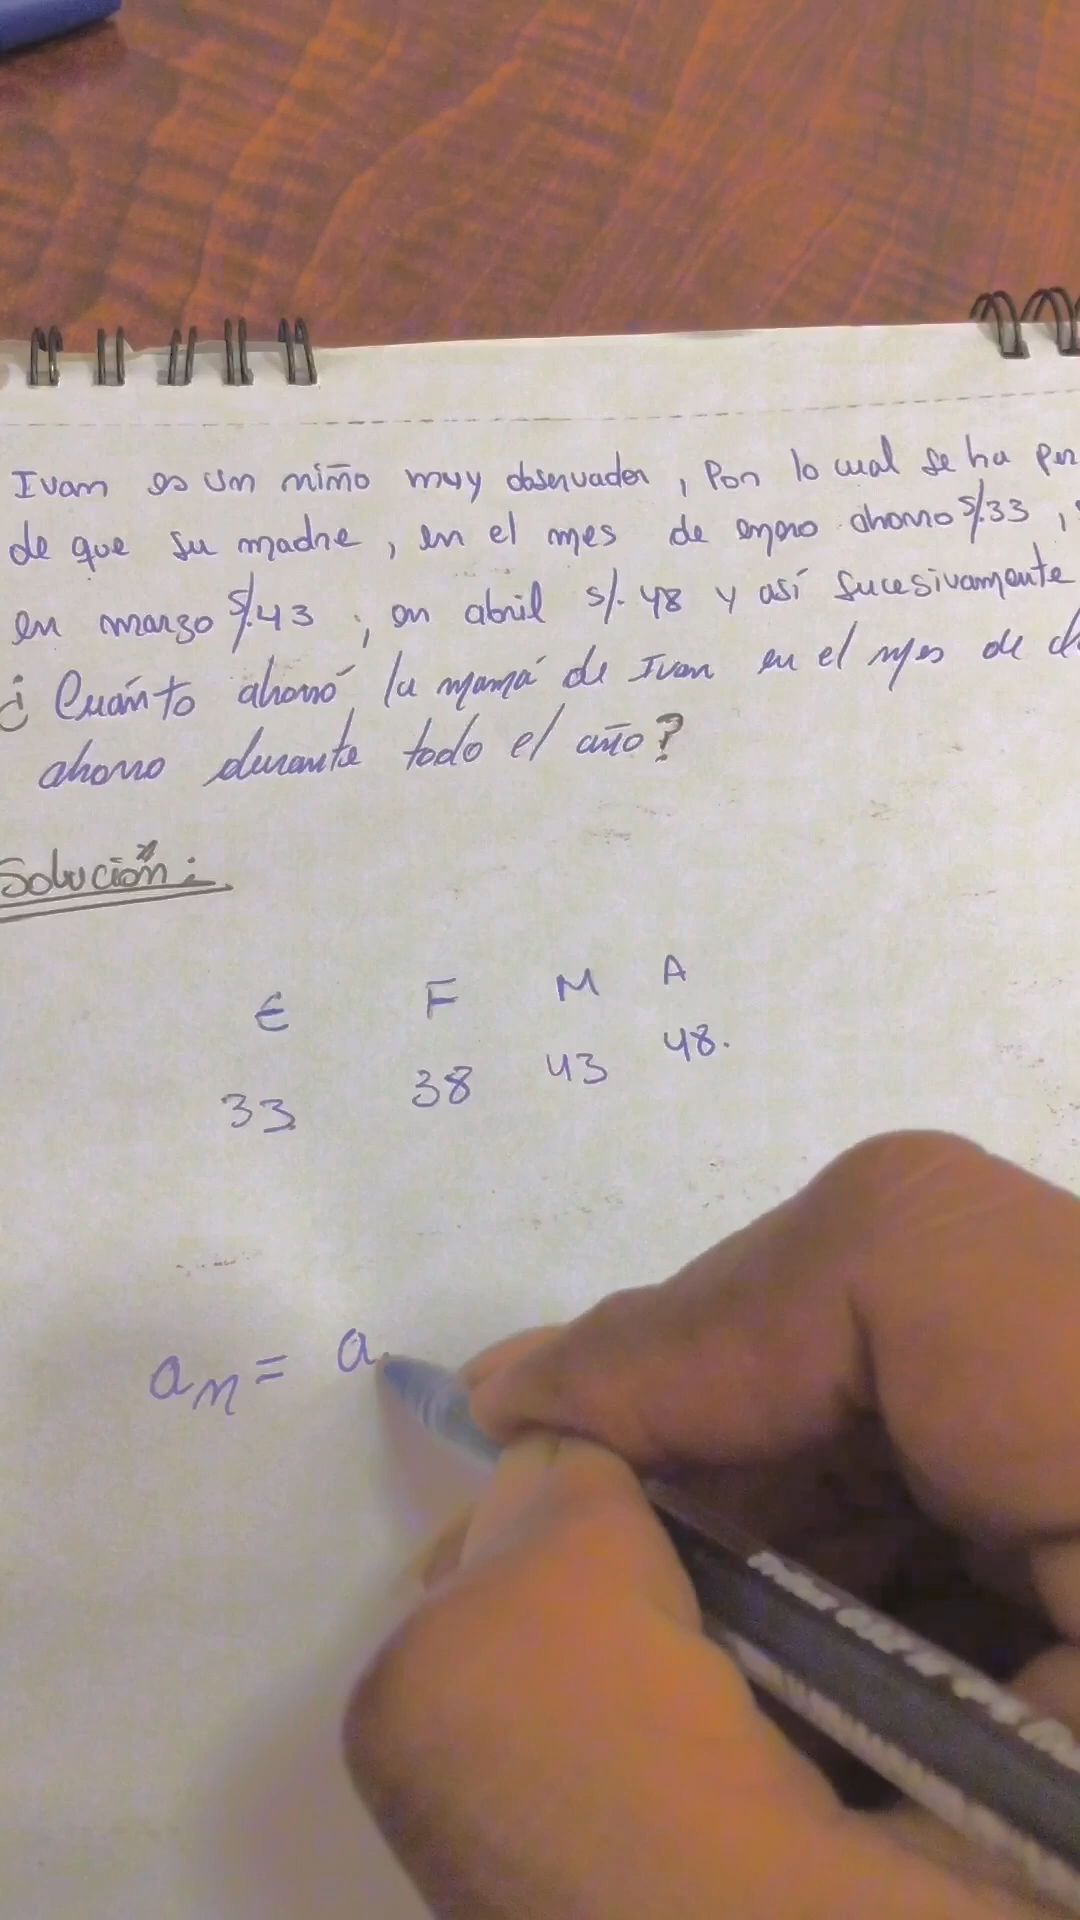 Ivan es un niño muy observador, Por lo cual se ha per
de que su madre, en el mes de enero ahorro S/.33,
en marzo S/.43, en abril S/.48 y así sucesivamente
¿Cuánto ahorró la mamá de Ivan en el mes de di
ahorro durante todo el año?
Solución:
E F M A
33 38 43 48.
an = a